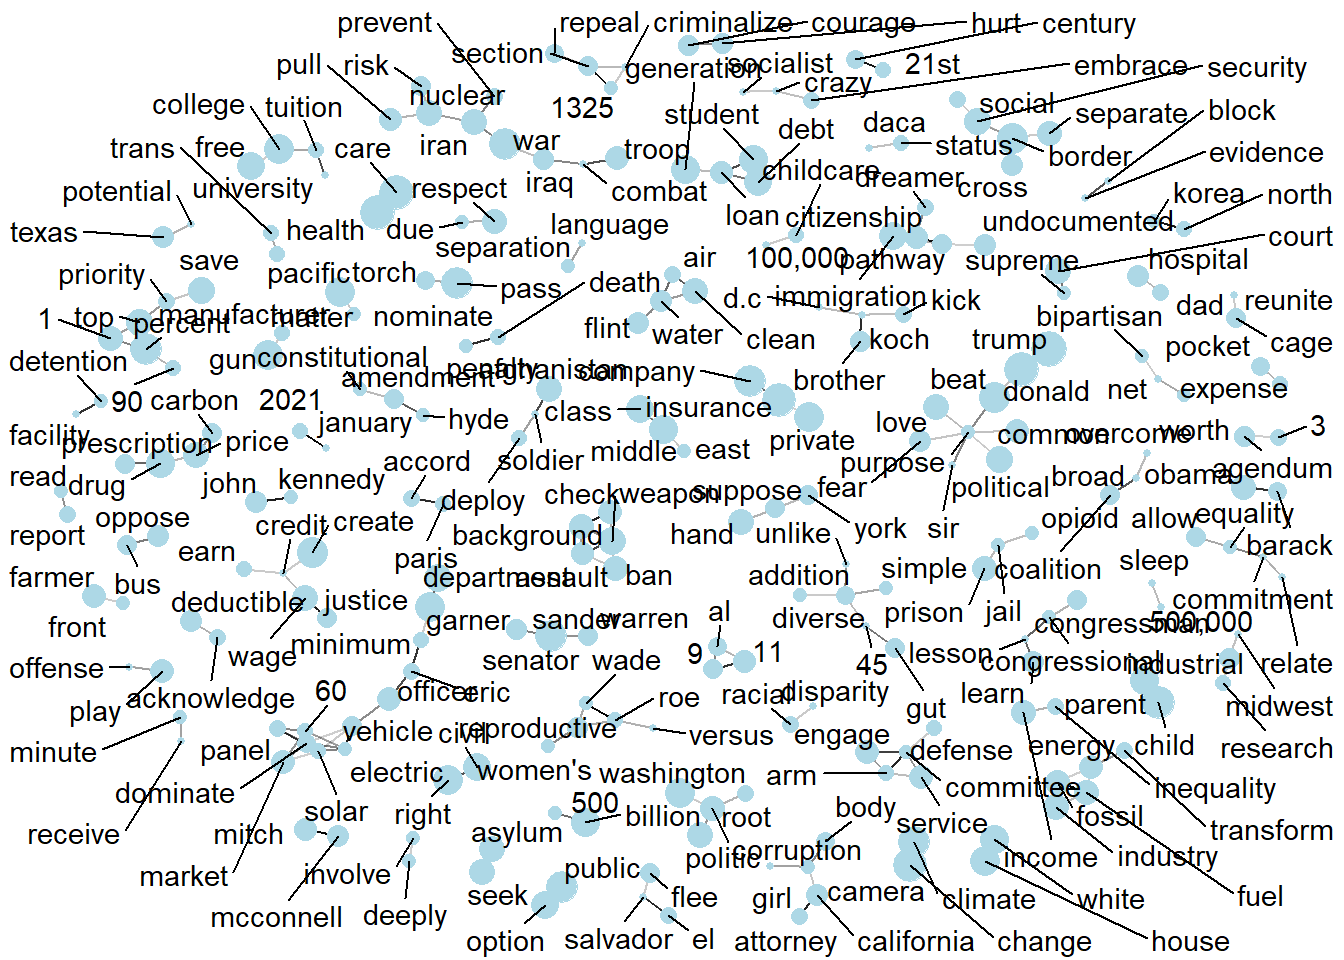 prevent
repeal criminalize courage hurt century
section
pull risk generation socialist 21st embrace security
crazy
college tuition nuclear 1325 student social separate block
trans free care iran war troop debt daca status border evidence
potential university respect iraq combat childcare dreamer cross korea north
texas health due separation language loan citizenship undocumented court
priority save pacific torch pass death air 100,000 pathway supreme hospital
1 top percent manufacturer matter nominate flint water d.c immigration kick dad reunite
detention gun constitutional penalty afghanistan company clean koch trump bipartisan pocket cage
90 carbon 2021 amendment class insurance brother beat donald net expense
facility prescription price january hyde middle east private love common overcome worth 3
read drug john kennedy accord deploy soldier purpose political broad obama agendum
report oppose credit create check weapon suppose fear york sir opioid allow equality
farmer bus earn paris background hand unlike simple coalition sleep barack
front deductible justice department assault ban addition prison jail 500,000 commitment
offense wage minimum garner sander warren al diverse lesson congressman
play acknowledge 60 officer eric senator wade 9 11 45 congressional industrial relate
minute panel vehicle civil reproductive roe racial disparity gut learn parent midwest
dominate electric women's washington versus engage arm defense energy child research
receive solar right 500 billion root body committee fossil inequality
mitch asylum politic corruption service income industry transform
market involve seek public flee girl camera climate white fuel
mcconnell deeply option salvador el attorney california change house